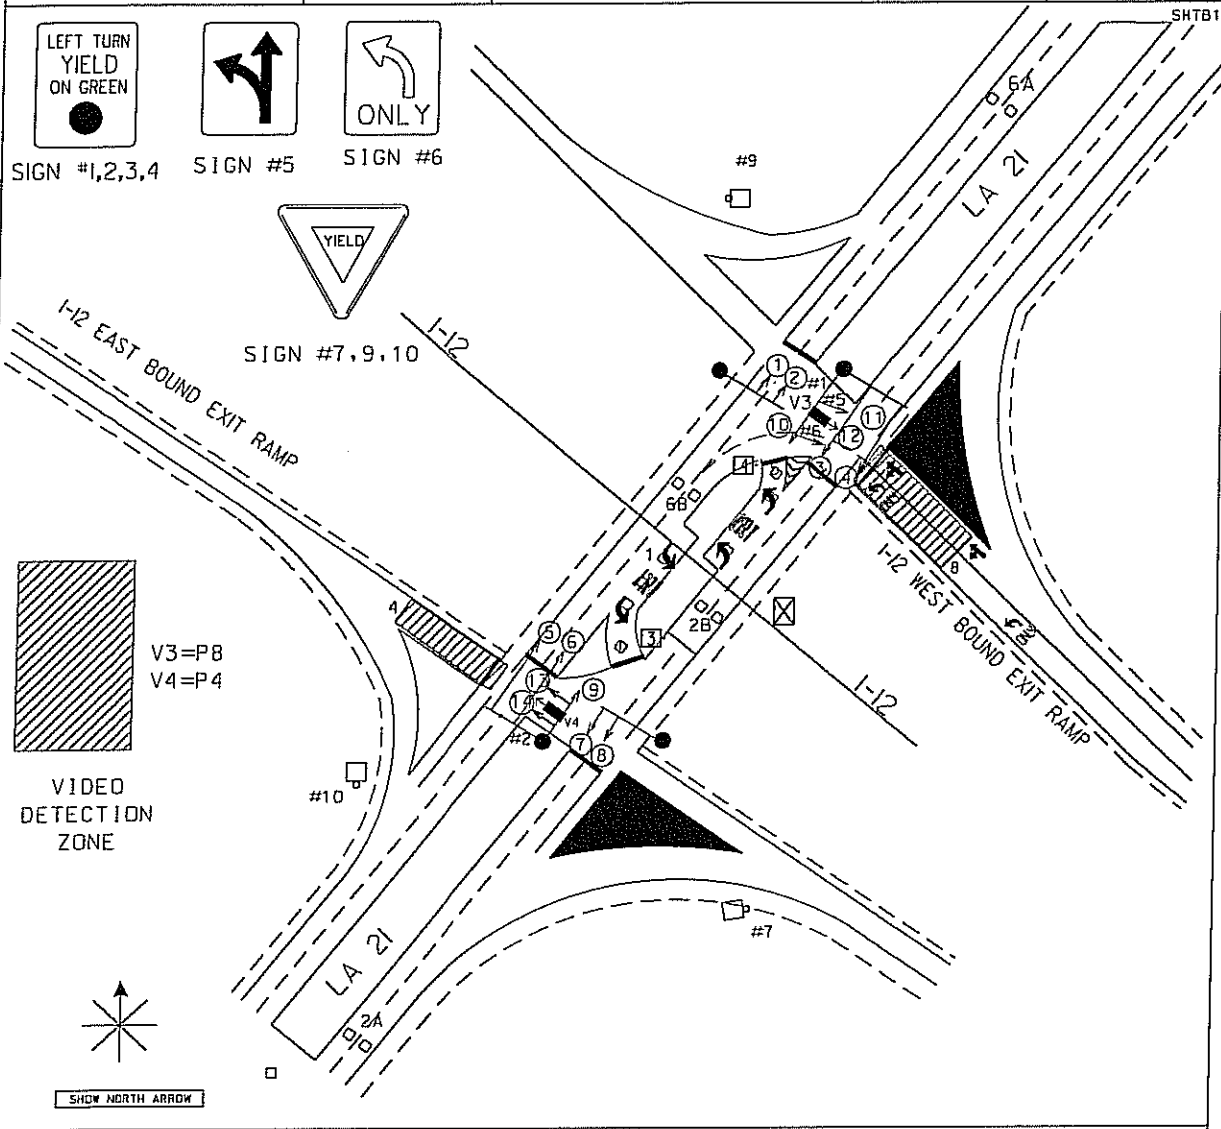 SHTB1
LEFT TURN
YIELD
ON GREEN
SIGN #1,2,3,4
SIGN #5
ONLY
SIGN #6
YIELD
SIGN #7,9,10
#9
6A
LA 21
I-12
I-12 EAST BOUND EXIT RAMP
1
2
#1
V3
#5
11
10
#6
12
4
3
4
6B
8
I-12 WEST BOUND EXIT RAMP
1
2B
3
A
5
6
13
9
14
V4
#2
7
8
I-12
V3=P8
V4=P4
VIDEO
DETECTION
ZONE
#10
#7
LA 21
2A
SHOW NORTH ARROW